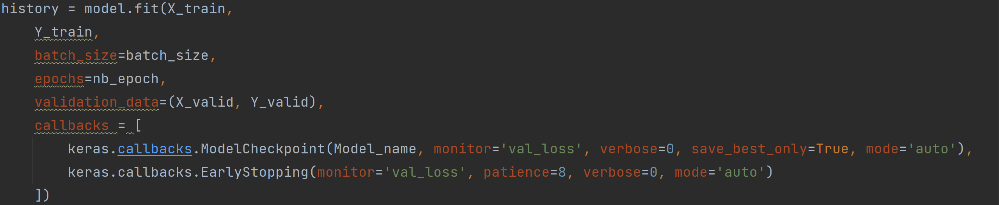 history = model.fit(X_train,
    Y_train,
    batch_size=batch_size,
    epochs=nb_epoch,
    validation_data=(X_valid, Y_valid),
    callbacks = [
        keras.callbacks.ModelCheckpoint(Model_name, monitor='val_loss', verbose=0, save_best_only=True, mode='auto'),
        keras.callbacks.EarlyStopping(monitor='val_loss', patience=8, verbose=0, mode='auto')
    ])